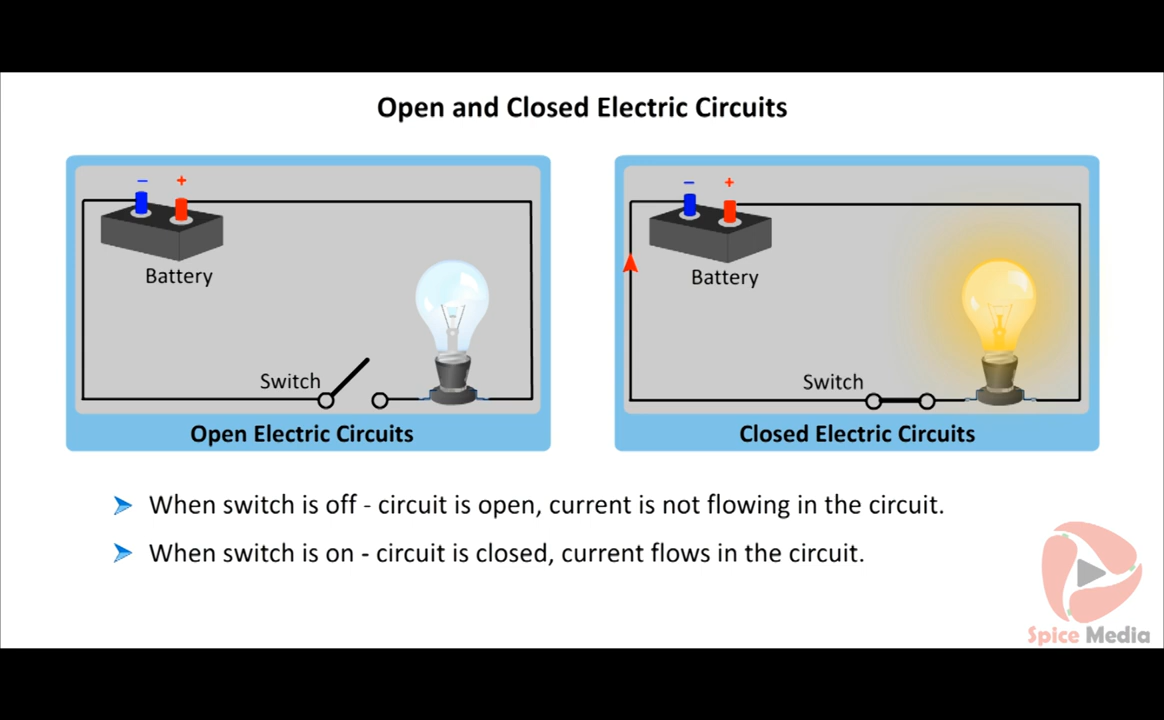 Open and Closed Electric Circuits
− +
Battery
Switch
Open Electric Circuits
− +
Battery
Switch
Closed Electric Circuits
When switch is off - circuit is open, current is not flowing in the circuit.
When switch is on - circuit is closed, current flows in the circuit.
Spice Media